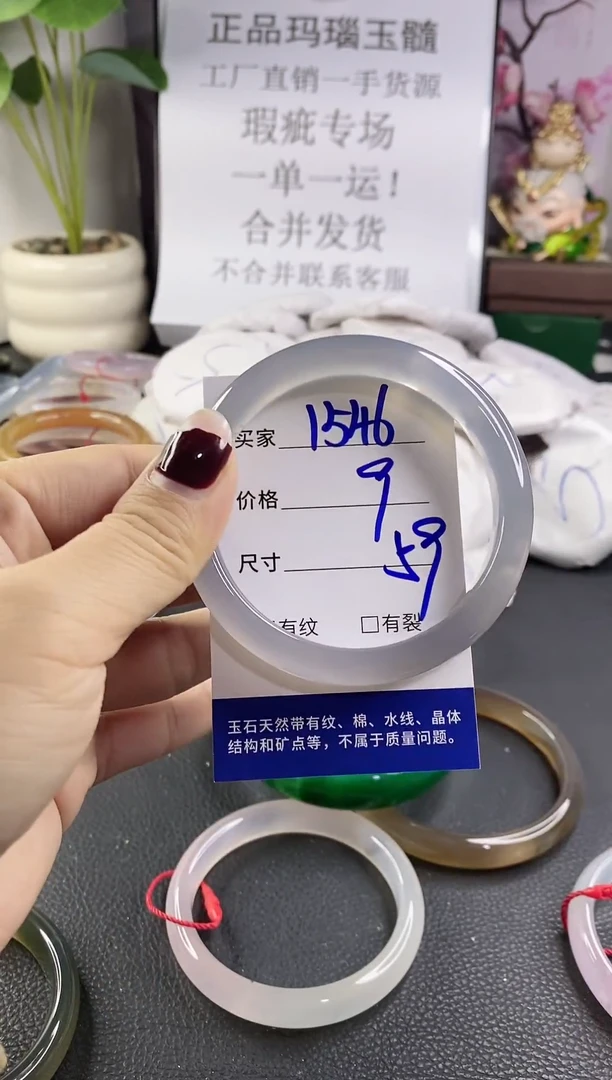 正品玛瑙玉髓
工厂直销一手货源
瑕疵专场
一单一运！
合并发货
不合并联系客服
买家 1546
价格 9
尺寸 59
有纹 □有裂
玉石天然带有纹、棉、水线、晶体
结构和矿点等，不属于质量问题。